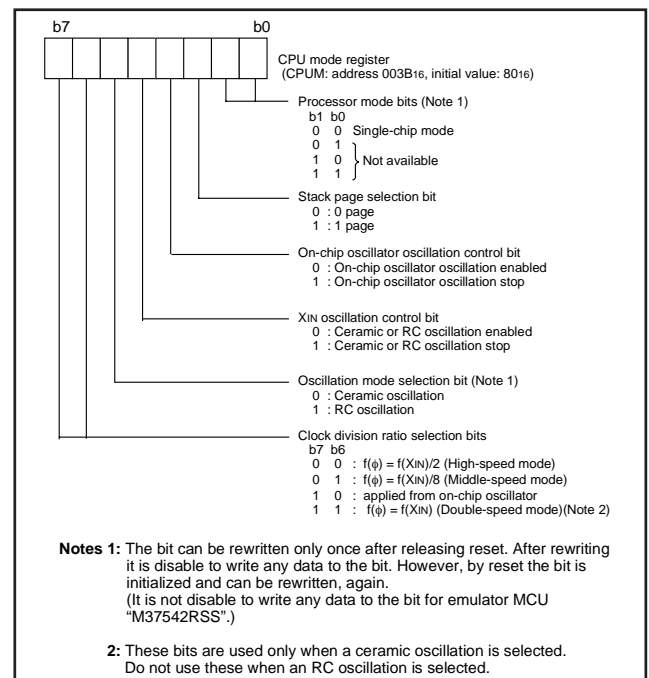 b7 b0
CPU mode register
(CPUM: address 003B16, initial value: 8016)
Processor mode bits (Note 1)
b1 b0
0 0 Single-chip mode
0 1
1 0 Not available
1 1
Stack page selection bit
0 : 0 page
1 : 1 page
On-chip oscillator oscillation control bit
0 : On-chip oscillator oscillation enabled
1 : On-chip oscillator oscillation stop
XIN oscillation control bit
0 : Ceramic or RC oscillation enabled
1 : Ceramic or RC oscillation stop
Oscillation mode selection bit (Note 1)
0 : Ceramic oscillation
1 : RC oscillation
Clock division ratio selection bits
b7 b6
0 0 : f(φ) = f(XIN)/2 (High-speed mode)
0 1 : f(φ) = f(XIN)/8 (Middle-speed mode)
1 0 : applied from on-chip oscillator
1 1 : f(φ) = f(XIN) (Double-speed mode)(Note 2)
Notes 1: The bit can be rewritten only once after releasing reset. After rewriting
it is disable to write any data to the bit. However, by reset the bit is
initialized and can be rewritten, again.
(It is not disable to write any data to the bit for emulator MCU
“M37542RSS”.)
2: These bits are used only when a ceramic oscillation is selected.
Do not use these when an RC oscillation is selected.